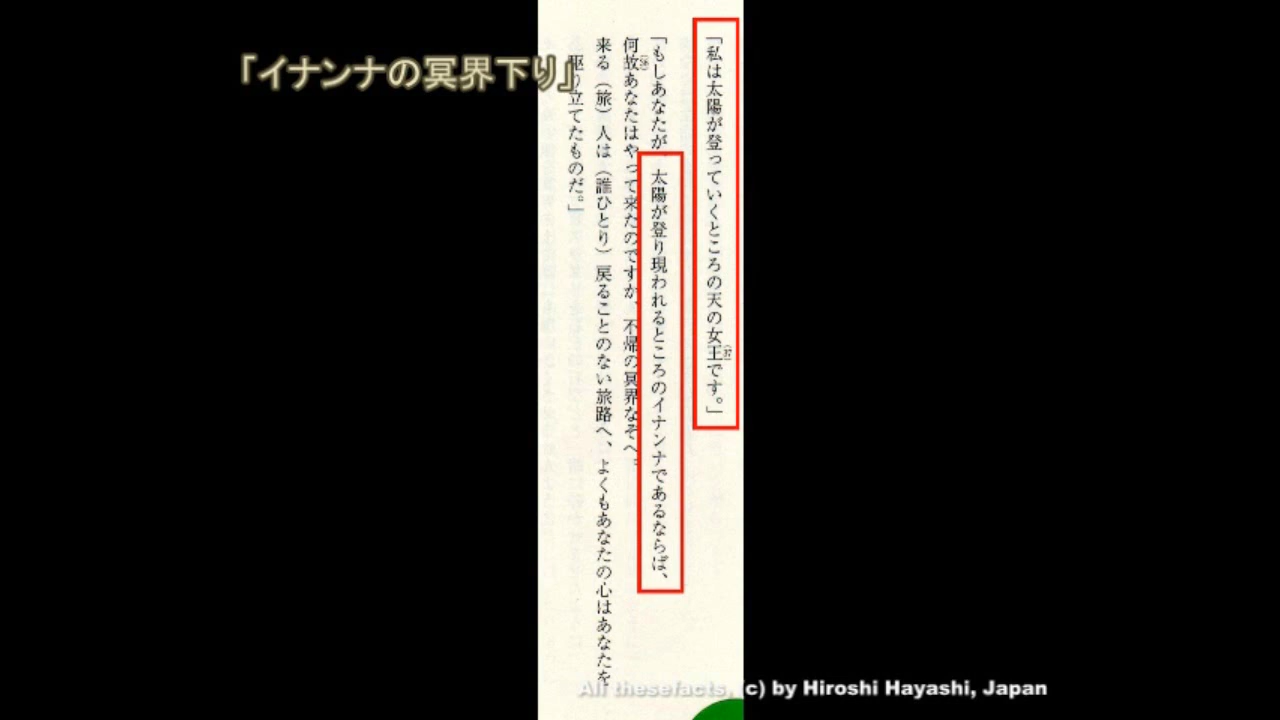 「イナンナの冥界下り」
「私は太陽が登っていくところの天の女王(37)です。」
「もしあなたが、太陽が登り現われるところのイナンナであるならば、
何故(38)あなたはやって来たのですか、不帰の冥界なぞへ。
来る（旅）人は（誰ひとり）戻ることのない旅路へ、よくもあなたの心はあなたを
駆り立てたものだ。」
All thesefacts, (c) by Hiroshi Hayashi, Japan